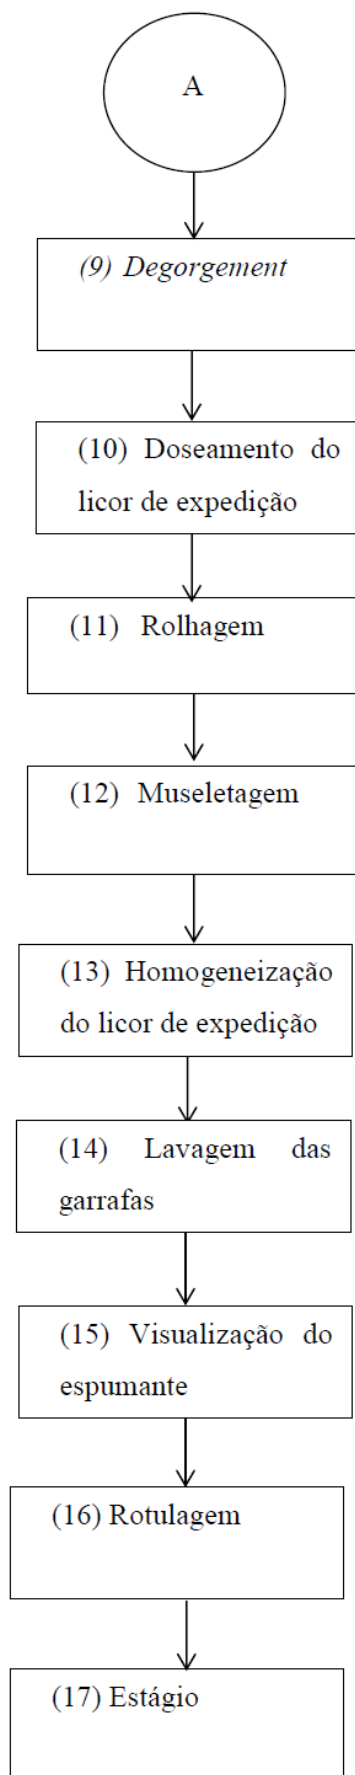 A
(9) Degorgement
(10) Doseamento do
licor de expedição
(11) Rolhagem
(12) Museletagem
(13) Homogeneização
do licor de expedição
(14) Lavagem das
garrafas
(15) Visualização do
espumante
(16) Rotulagem
(17) Estágio